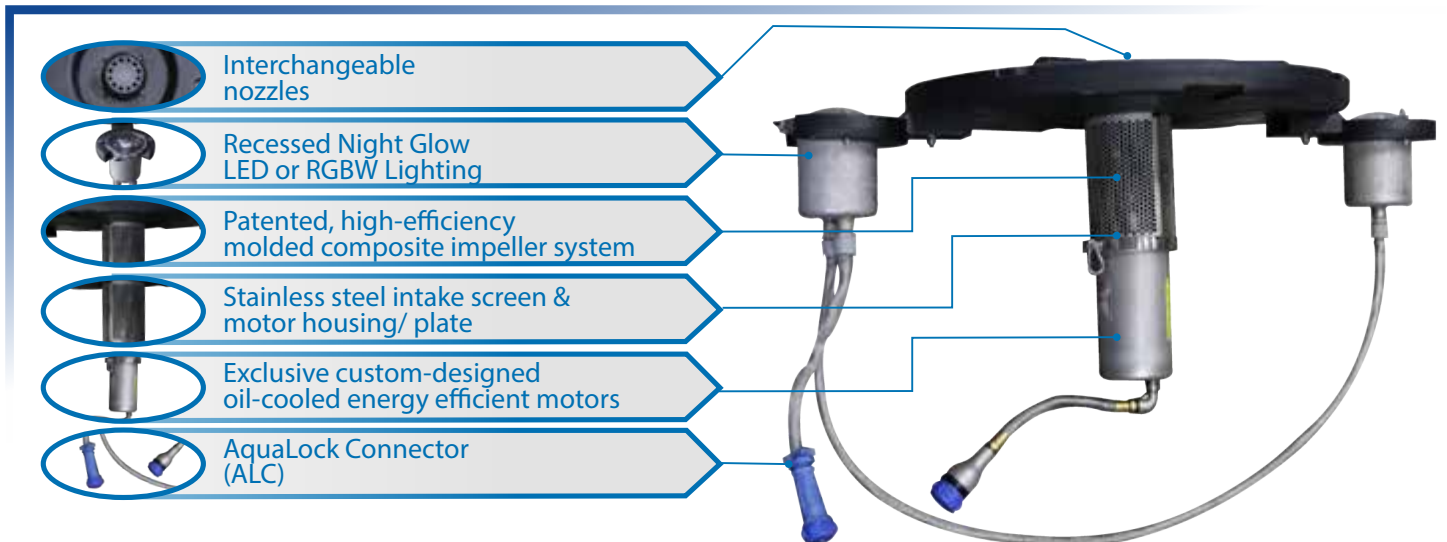 Interchangeable
nozzles
Recessed Night Glow
LED or RGBW Lighting
Patented, high-efficiency
molded composite impeller system
Stainless steel intake screen &
motor housing/ plate
Exclusive custom-designed
oil-cooled energy efficient motors
AquaLock Connector
(ALC)